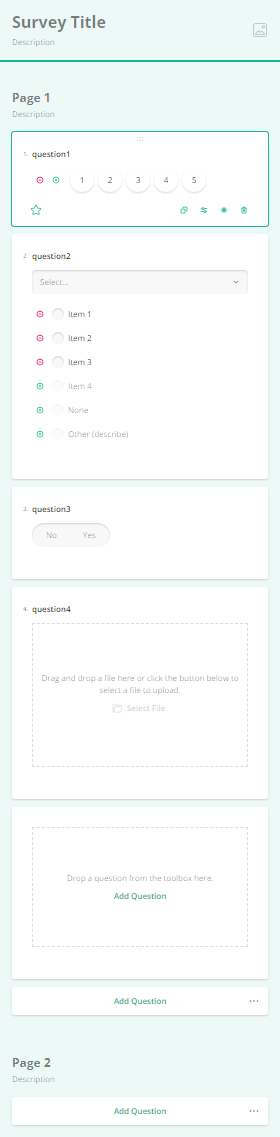 Survey Title
Description
Page 1
Description
1. question1
1 2 3 4 5
2. question2
Select...
Item 1
Item 2
Item 3
Item 4
None
Other (describe)
3. question3
No Yes
4. question4
Drag and drop a file here or click the button below to
select a file to upload.
Select File
Drop a question from the toolbox here.
Add Question
Add Question
Page 2
Description
Add Question